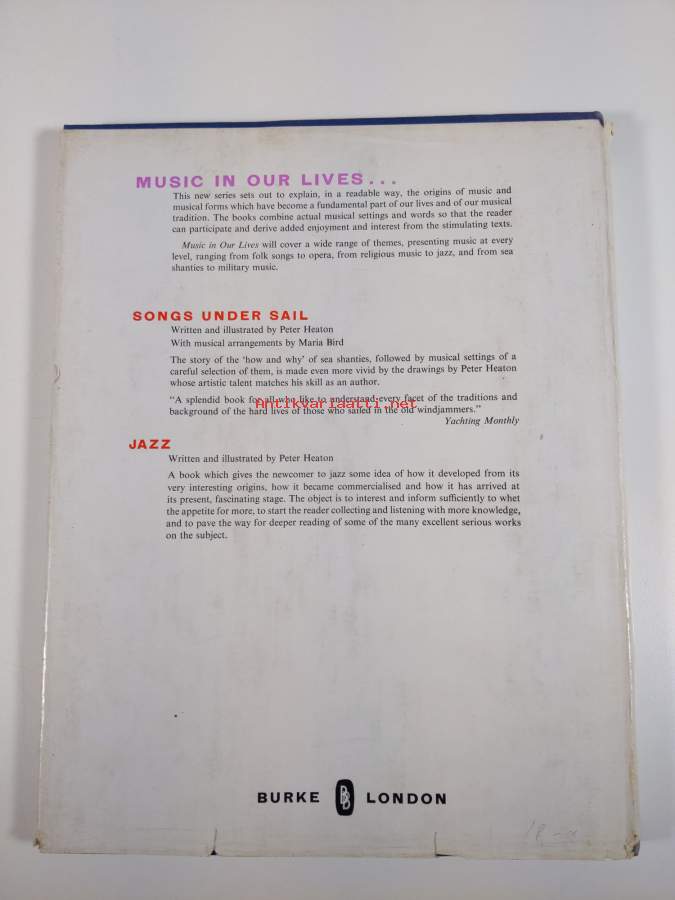 MUSIC IN OUR LIVES...
This new series sets out to explain, in a readable way, the origins of music and
musical forms which have become a fundamental part of our lives and of our musical
tradition. The books combine actual musical settings and words so that the reader
can participate and derive added enjoyment and interest from the stimulating texts.
Music in Our Lives will cover a wide range of themes, presenting music at every
level, ranging from folk songs to opera, from religious music to jazz, and from sea
shanties to military music.
SONGS UNDER SAIL
Written and illustrated by Peter Heaton
With musical arrangements by Maria Bird
The story of the 'how and why' of sea shanties, followed by musical settings of a
careful selection of them, is made even more vivid by the drawings by Peter Heaton
whose artistic talent matches his skill as an author.
"A splendid book for all who like to understand every facet of the traditions and
Antikvariaatti.net
background of the hard lives of those who sailed in the old windjammers."
Yachting Monthly
JAZZ
Written and illustrated by Peter Heaton
A book which gives the newcomer to jazz some idea of how it developed from its
very interesting origins, how it became commercialised and how it has arrived at
its present, fascinating stage. The object is to interest and inform sufficiently to whet
the appetite for more, to start the reader collecting and listening with more knowledge,
and to pave the way for deeper reading of some of the many excellent serious works
on the subject.
BURKE LONDON